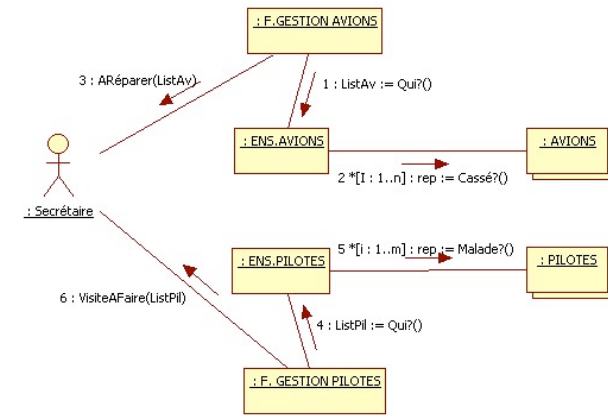 : F.GESTION AVIONS
3 : ARéparer(ListAv)
1 : ListAv := Qui?()
: ENS.AVIONS
: AVIONS
2 *[I : 1..n] : rep := Cassé?()
: Secrétaire
5 *[i : 1..m] : rep := Malade?()
: ENS.PILOTES
: PILOTES
6 : VisiteAFaire(ListPil)
4 : ListPil := Qui?()
: F. GESTION PILOTES